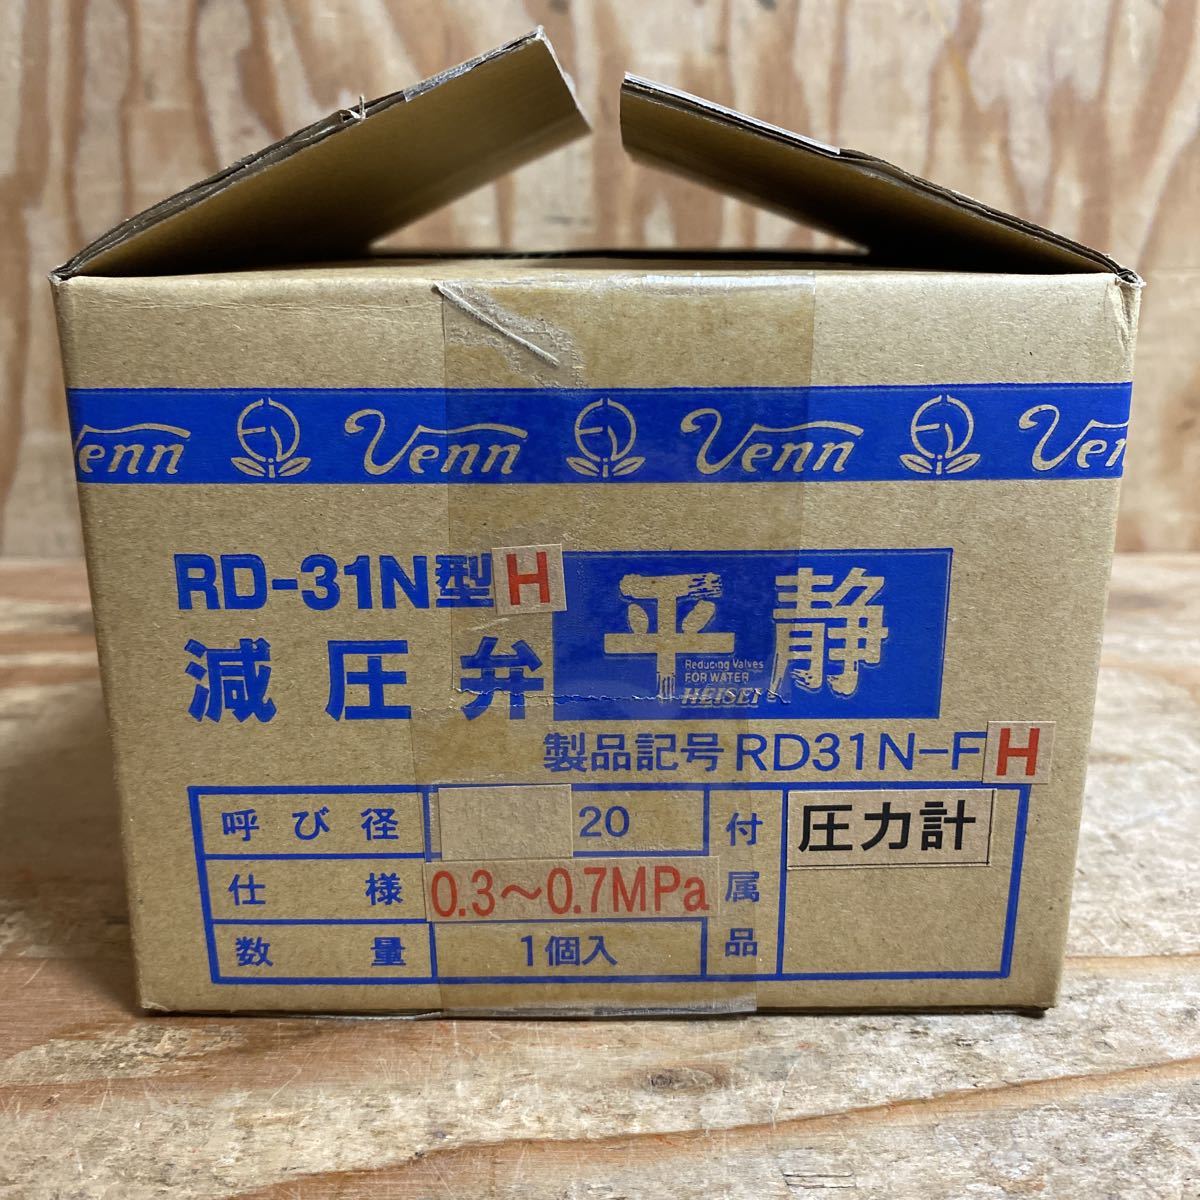 enn Venn Venn Ven
RD-31N型H
減圧弁 平静
Reducing Valves
FOR WATER
HEISEI
製品記号 RD31N-FH
呼び径 20 付属品 圧力計
仕様 0.3～0.7MPa
数量 1個入